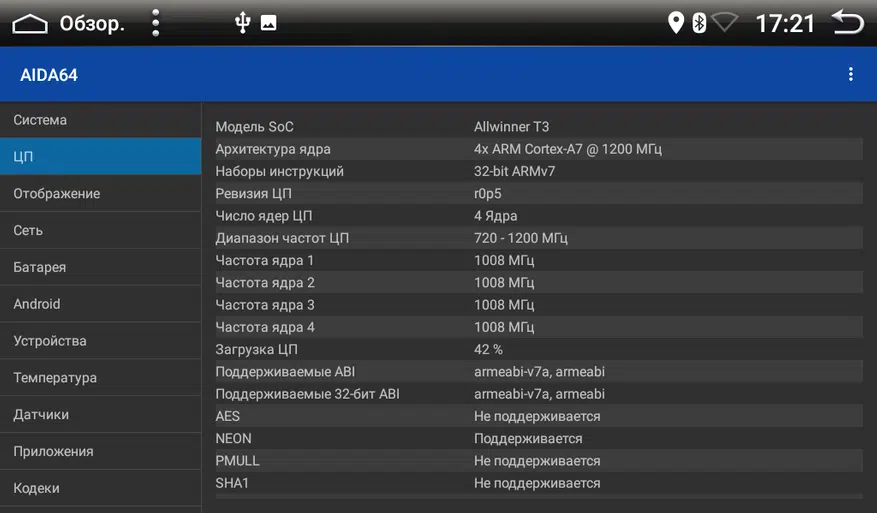 Обзор. 17:21
AIDA64
Система
ЦП
Отображение
Сеть
Батарея
Android
Устройства
Температура
Датчики
Приложения
Кодеки
Модель SoC Allwinner T3
Архитектура ядра 4x ARM Cortex-A7 @ 1200 МГц
Наборы инструкций 32-bit ARMv7
Ревизия ЦП r0p5
Число ядер ЦП 4 Ядра
Диапазон частот ЦП 720 - 1200 МГц
Частота ядра 1 1008 МГц
Частота ядра 2 1008 МГц
Частота ядра 3 1008 МГц
Частота ядра 4 1008 МГц
Загрузка ЦП 42 %
Поддерживаемые ABI armeabi-v7a, armeabi
Поддерживаемые 32-бит ABI armeabi-v7a, armeabi
AES Не поддерживается
NEON Поддерживается
PMULL Не поддерживается
SHA1 Не поддерживается